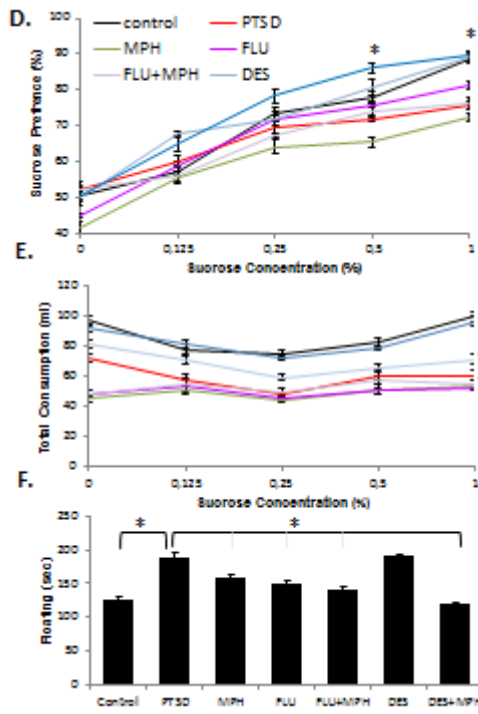 D.
control PTSD
MPH FLU
FLU+MPH DES
* *
Sucrose Prefrence (%)
100
90
80
70
60
50
40
0 0,125 0,25 0,5 1
Sucrose Concentration (%)
E.
Total Consumption (ml)
120
100
80
60
40
20
0
0 0,125 0,25 0,5 1
Sucrose Concentration (%)
F.
Floating (sec)
250
200
150
100
50
0
* *
Control PTSD MPH FLU FLU+MPH DES DES+MPH